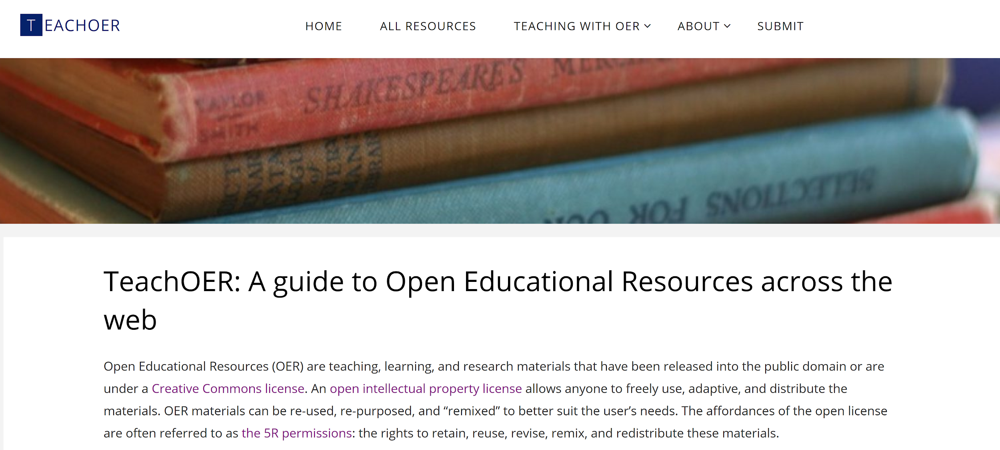 TEACHOER
HOME ALL RESOURCES TEACHING WITH OER ABOUT SUBMIT
SHAKESPEARE'S
TAYLOR
SMITH
SELECTIONS FOR
TeachOER: A guide to Open Educational Resources across the
web
Open Educational Resources (OER) are teaching, learning, and research materials that have been released into the public domain or are
under a Creative Commons license. An open intellectual property license allows anyone to freely use, adaptive, and distribute the
materials. OER materials can be re-used, re-purposed, and “remixed” to better suit the user’s needs. The affordances of the open license
are often referred to as the 5R permissions: the rights to retain, reuse, revise, remix, and redistribute these materials.